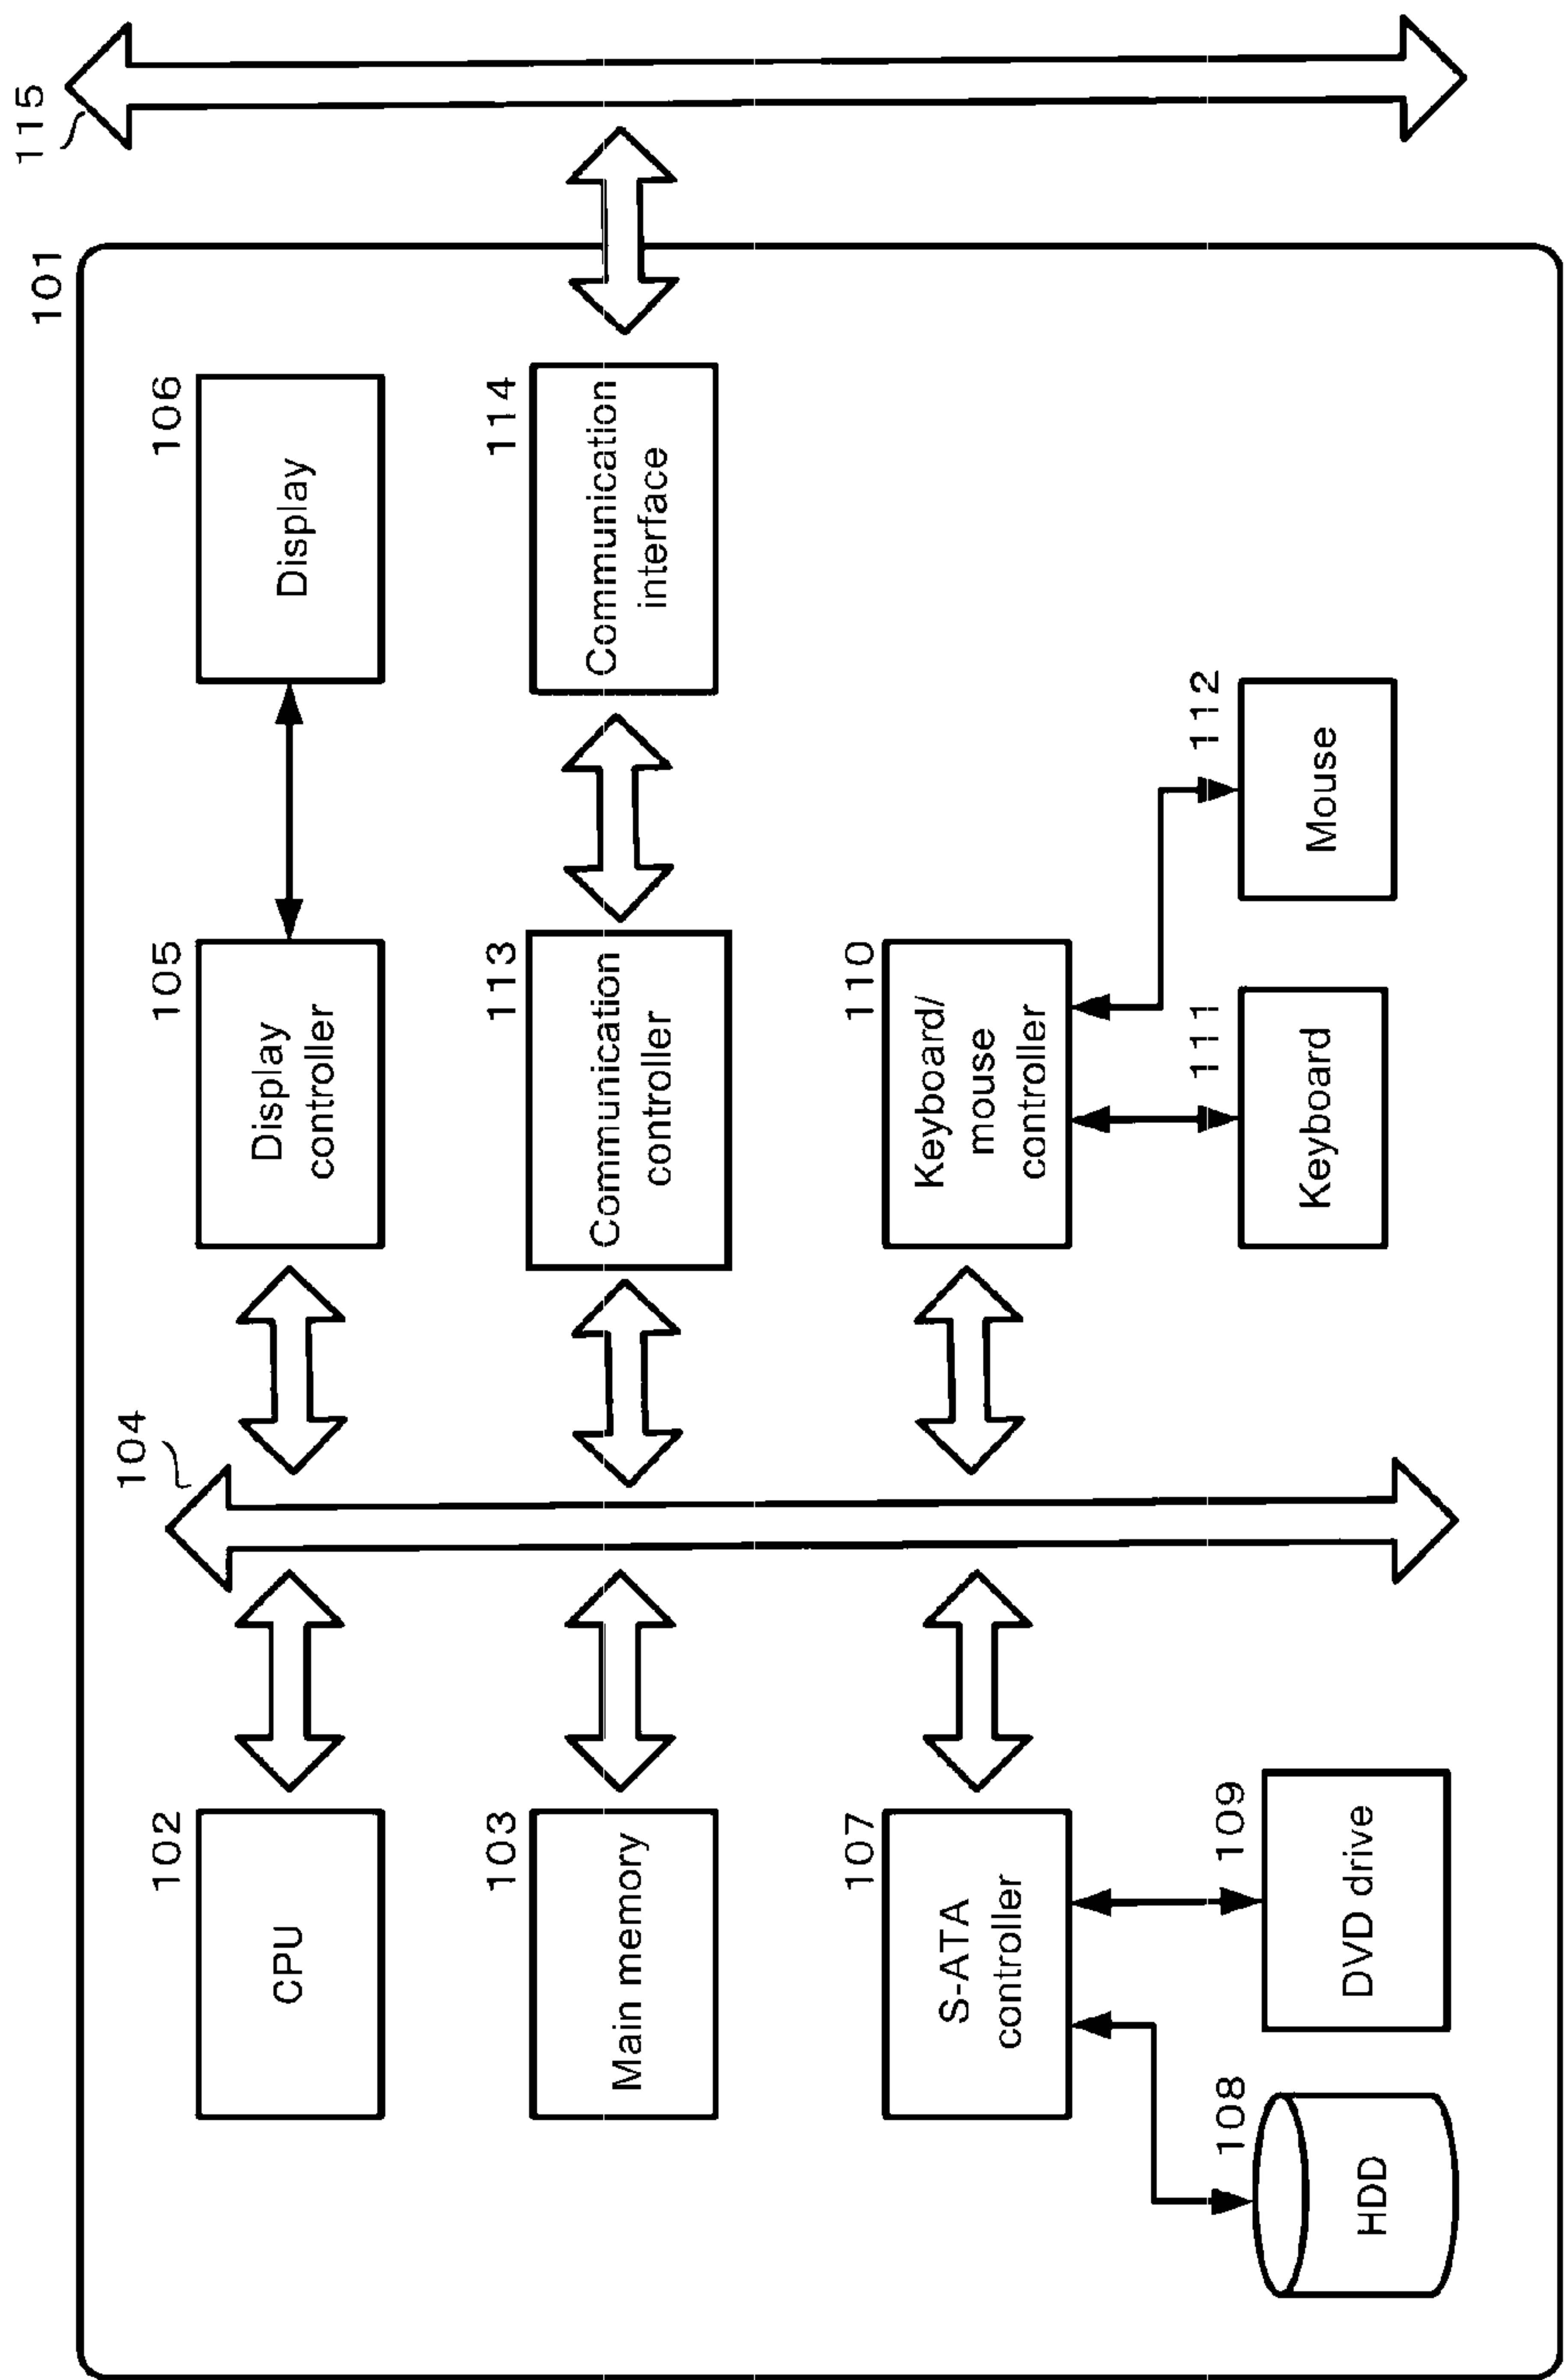 101
115
102
CPU
104
105
Display
controller
106
Display
103
Main memory
113
Communication
controller
114
Communication
interface
107
S-ATA
controller
110
Keyboard/
mouse
controller
108
HDD
109
DVD drive
111
Keyboard
112
Mouse